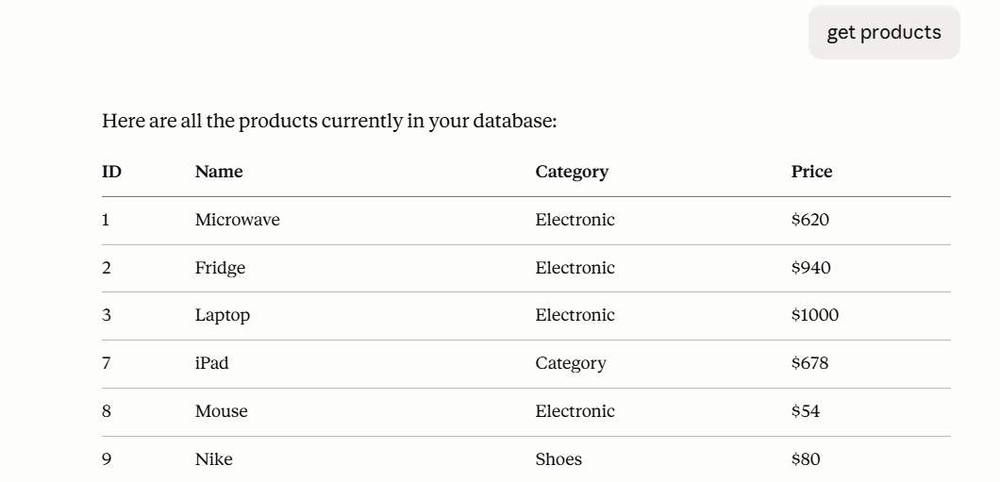 get products
Here are all the products currently in your database:
ID Name Category Price
1 Microwave Electronic $620
2 Fridge Electronic $940
3 Laptop Electronic $1000
7 iPad Category $678
8 Mouse Electronic $54
9 Nike Shoes $80